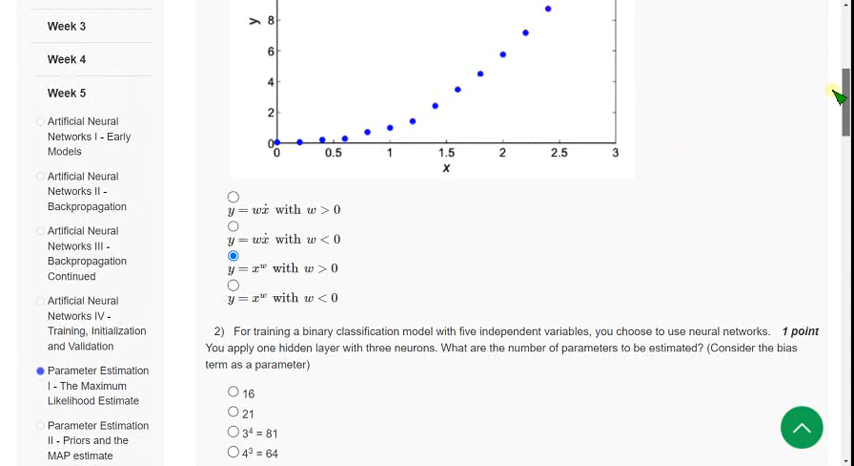 Week 3
Week 4
Week 5
Artificial Neural
Networks I - Early
Models
Artificial Neural
Networks II -
Backpropagation
Artificial Neural
Networks III -
Backpropagation
Continued
Artificial Neural
Networks IV -
Training, Initialization
and Validation
Parameter Estimation
I - The Maximum
Likelihood Estimate
Parameter Estimation
II - Priors and the
MAP estimate
y
8
6
4
2
0
0 0.5 1 1.5 2 2.5 3
x
y = wẋ with w > 0
y = wẋ with w < 0
y = x^w with w > 0
y = x^w with w < 0
2) For training a binary classification model with five independent variables, you choose to use neural networks. 1 point
You apply one hidden layer with three neurons. What are the number of parameters to be estimated? (Consider the bias
term as a parameter)
16
21
3⁴ = 81
4³ = 64